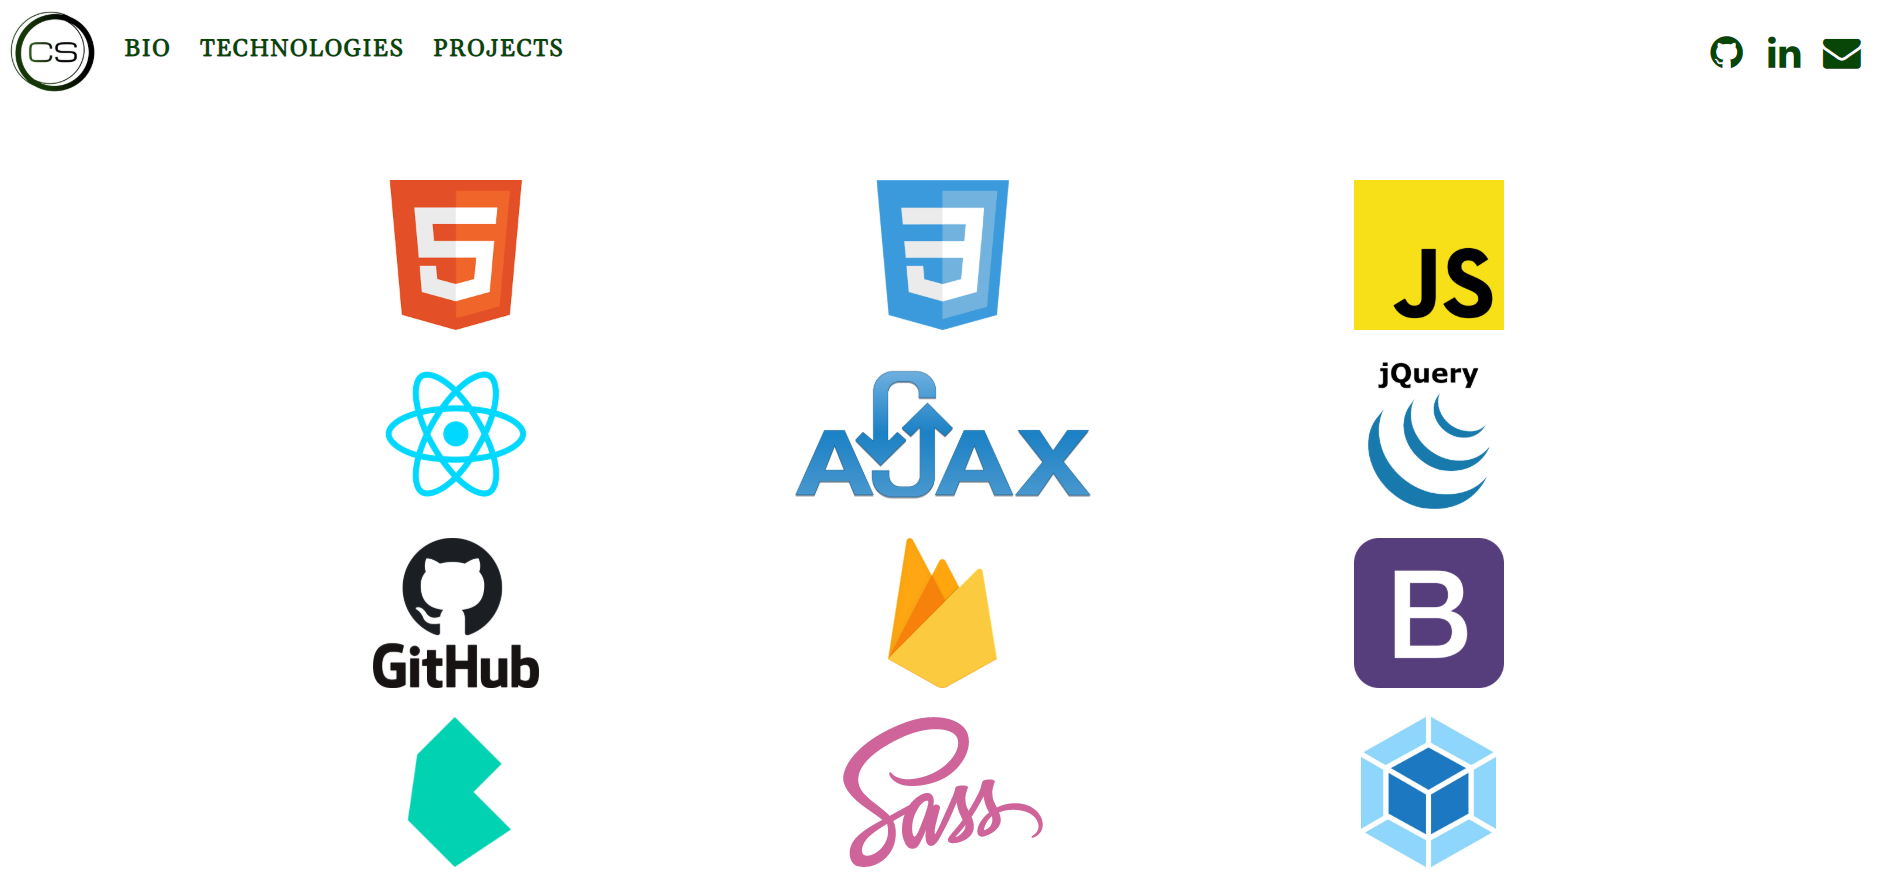 CS BIO TECHNOLOGIES PROJECTS in
5 3 JS
AJAX jQuery
GitHub B
Sass